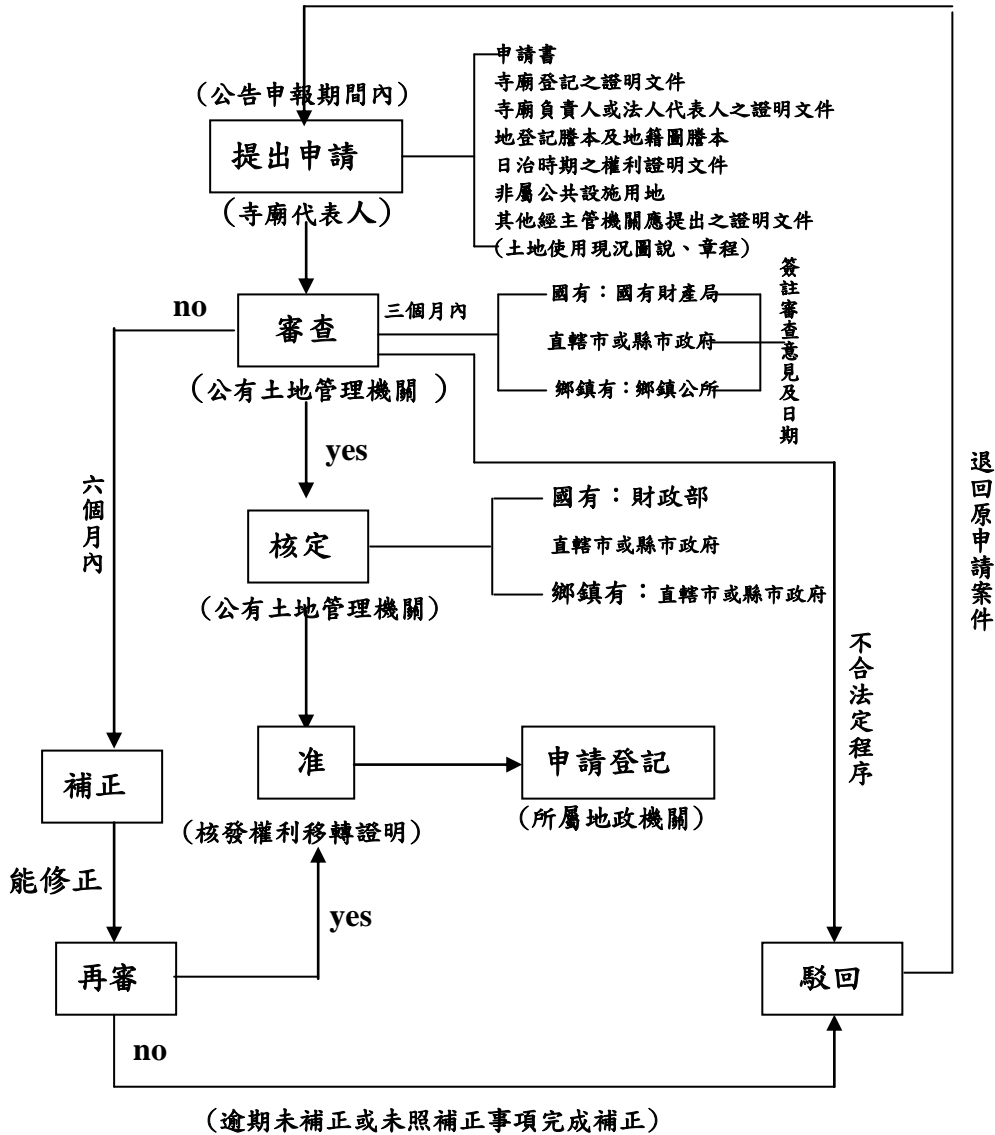 申請書
寺廟登記之證明文件
(公告申報期間內)
寺廟負責人或法人代表人之證明文件
提出申請
地登記謄本及地籍圖謄本
日治時期之權利證明文件
非屬公共設施用地
(寺廟代表人)
其他經主管機關應提出之證明文件
(土地使用現況圖說、章程)
no
審查
三個月內
國有：國有財產局
直轄市或縣市政府
鄉鎮有：鄉鎮公所
簽註審查意見及日期
(公有土地管理機關 )
yes
六個月內
核定
國有：財政部
直轄市或縣市政府
鄉鎮有：直轄市或縣市政府
(公有土地管理機關)
退回原申請案件
不合法定程序
補正
准
申請登記
(核發權利移轉證明)
(所屬地政機關)
能修正
yes
再審
駁回
no
(逾期未補正或未照補正事項完成補正)